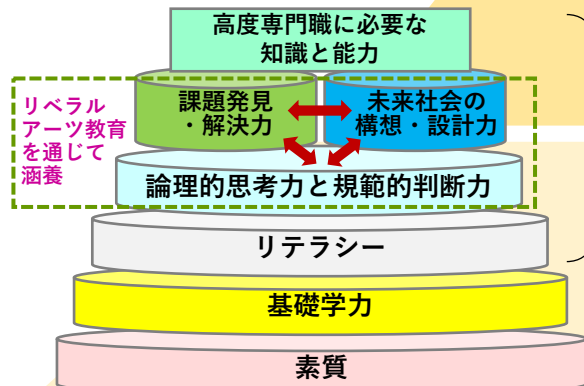 高度専門職に必要な
知識と能力
リベラル
アーツ教育
を通じて
涵養
課題発見
・解決力
未来社会の
構想・設計力
論理的思考力と規範的判断力
リテラシー
基礎学力
素質